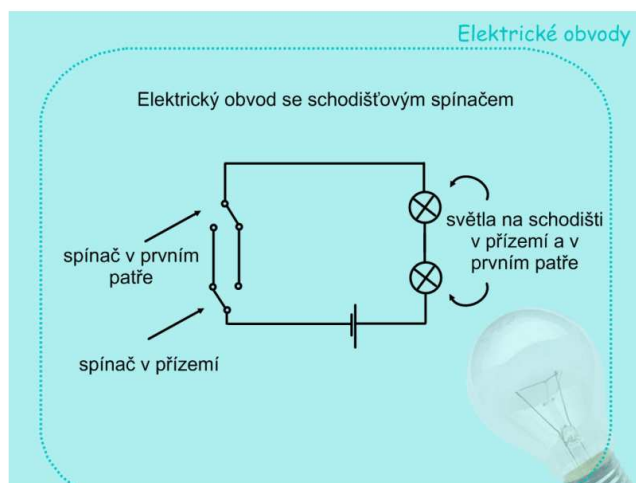 Elektrické obvody
Elektrický obvod se schodišťovým spínačem
spínač v prvním
patře
světla na schodišti
v přízemí a v
prvním patře
spínač v přízemí